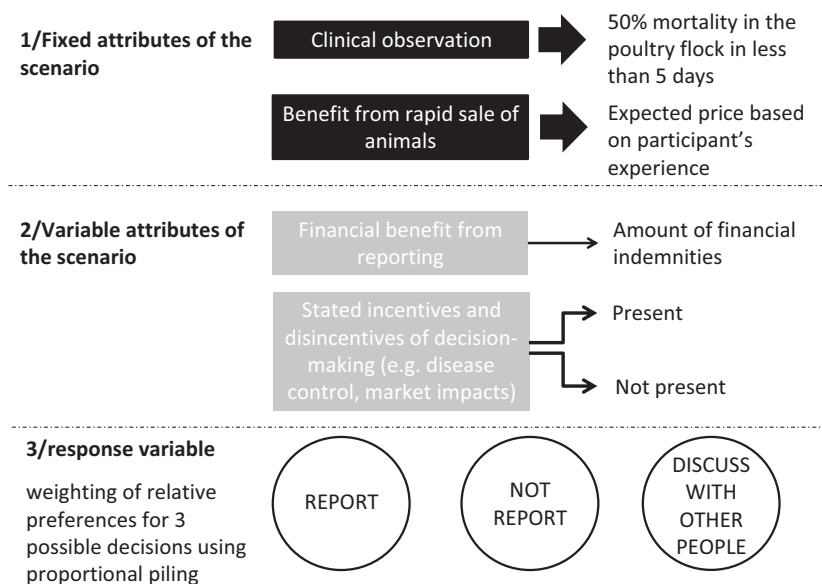 1/Fixed attributes of the
scenario
Clinical observation
50% mortality in the
poultry flock in less
than 5 days
Benefit from rapid sale of
animals
Expected price based
on participant's
experience
2/Variable attributes of
the scenario
Financial benefit from
reporting
Amount of financial
indemnities
Stated incentives and
disincentives of decision-
making (e.g. disease
control, market impacts)
Present
Not present
3/response variable
weighting of relative
preferences for 3
possible decisions using
proportional piling
REPORT
NOT
REPORT
DISCUSS
WITH
OTHER
PEOPLE